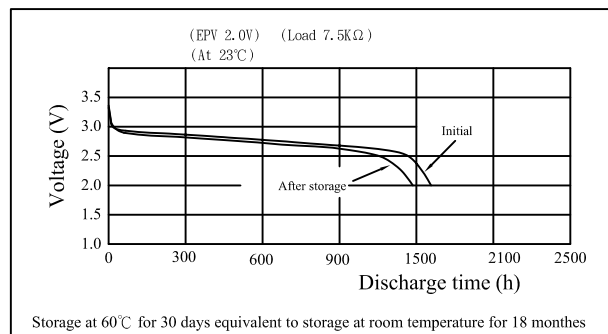 (EPV 2.0V) (Load 7.5KΩ)
(At 23℃)
Voltage (V)
3.5
3.0
2.5
2.0
1.5
1.0
Initial
After storage
0 300 600 900 1500 2100 2500
Discharge time (h)
Storage at 60℃ for 30 days equivalent to storage at room temperature for 18 monthes